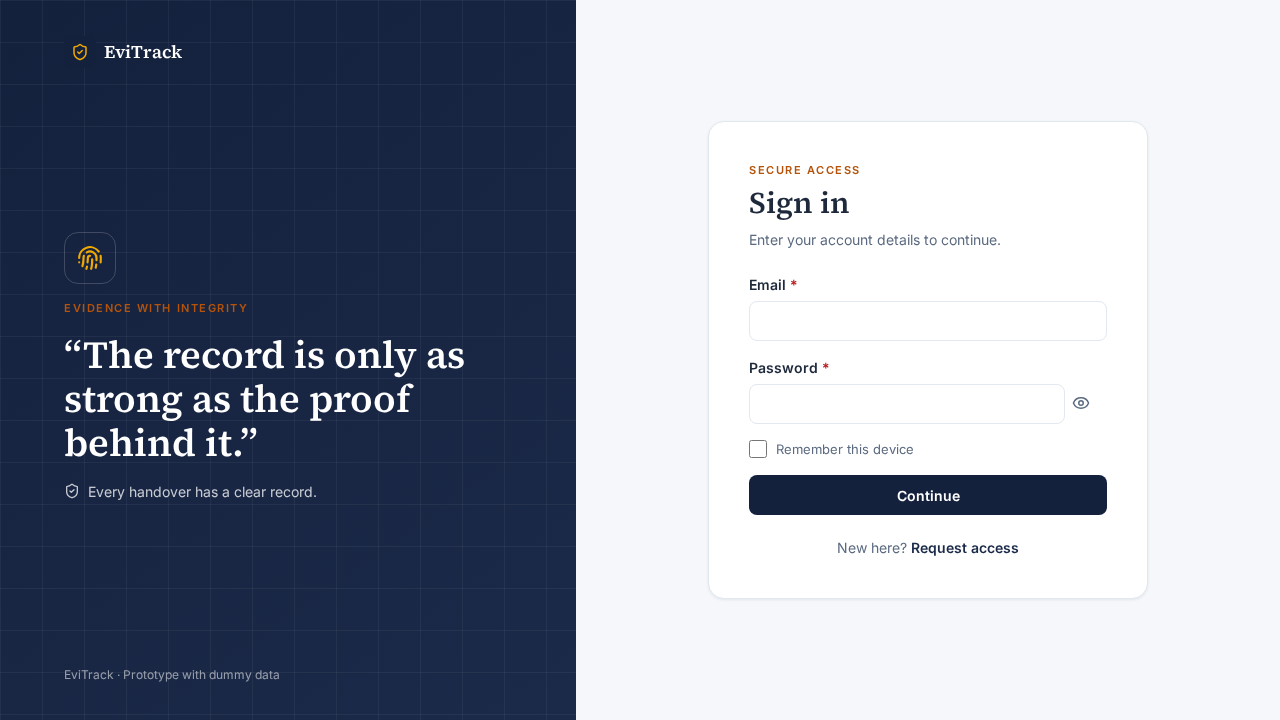 EviTrack
EVIDENCE WITH INTEGRITY
“The record is only as
strong as the proof
behind it.”
Every handover has a clear record.
EviTrack · Prototype with dummy data
SECURE ACCESS
Sign in
Enter your account details to continue.
Email *
Password *
Remember this device
Continue
New here? Request access